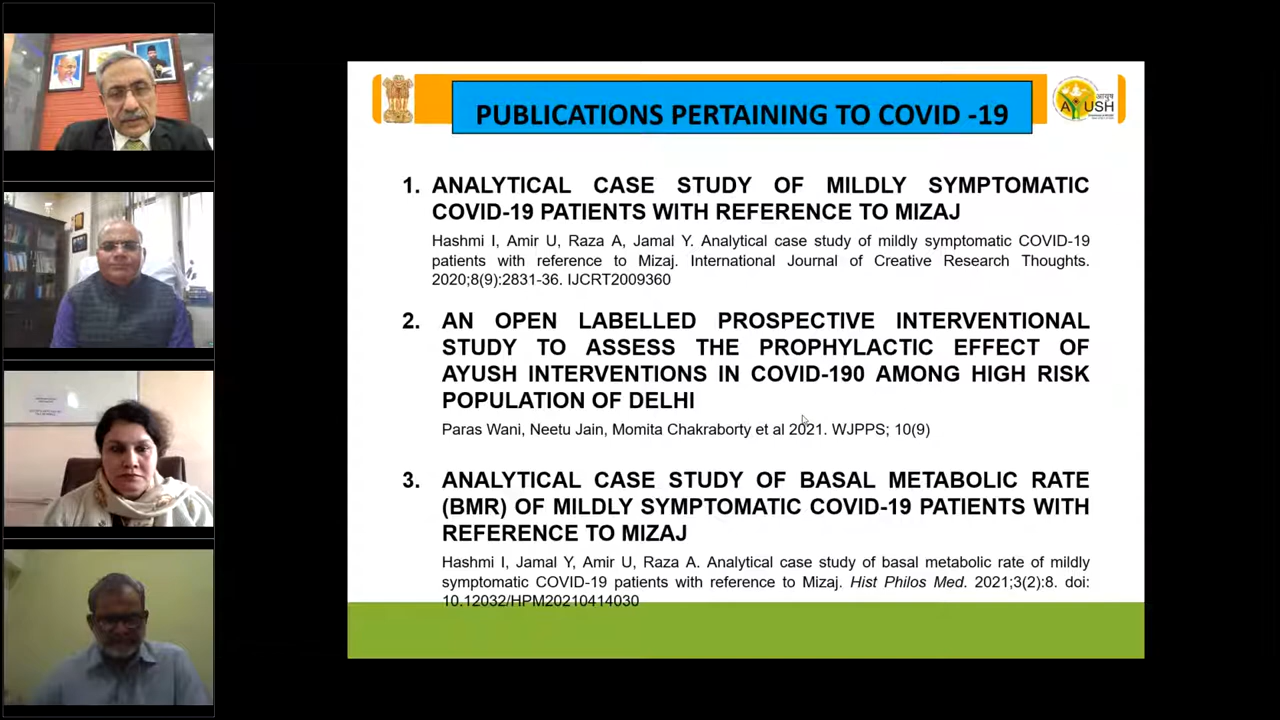 PUBLICATIONS PERTAINING TO COVID -19
आयुष
AYUSH
1. ANALYTICAL CASE STUDY OF MILDLY SYMPTOMATIC
COVID-19 PATIENTS WITH REFERENCE TO MIZAJ
Hashmi I, Amir U, Raza A, Jamal Y. Analytical case study of mildly symptomatic COVID-19
patients with reference to Mizaj. International Journal of Creative Research Thoughts.
2020;8(9):2831-36. IJCRT2009360
2. AN OPEN LABELLED PROSPECTIVE INTERVENTIONAL
STUDY TO ASSESS THE PROPHYLACTIC EFFECT OF
AYUSH INTERVENTIONS IN COVID-190 AMONG HIGH RISK
POPULATION OF DELHI
Paras Wani, Neetu Jain, Momita Chakraborty et al 2021. WJPPS; 10(9)
3. ANALYTICAL CASE STUDY OF BASAL METABOLIC RATE
(BMR) OF MILDLY SYMPTOMATIC COVID-19 PATIENTS WITH
REFERENCE TO MIZAJ
Hashmi I, Jamal Y, Amir U, Raza A. Analytical case study of basal metabolic rate of mildly
symptomatic COVID-19 patients with reference to Mizaj. Hist Philos Med. 2021;3(2):8. doi:
10.12032/HPM20210414030